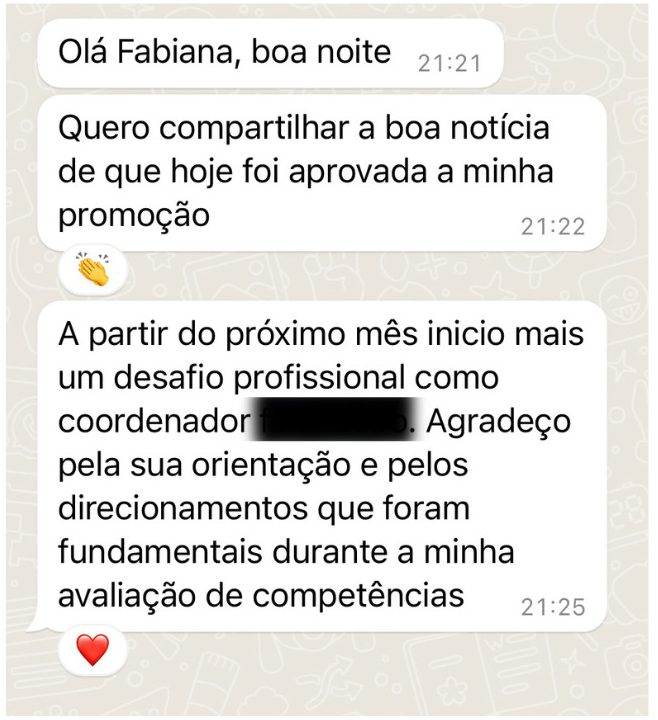 Olá Fabiana, boa noite 21:21
Quero compartilhar a boa notícia
de que hoje foi aprovada a minha
promoção 21:22
A partir do próximo mês inicio mais
um desafio profissional como
coordenador . Agradeço
pela sua orientação e pelos
direcionamentos que foram
fundamentais durante a minha
avaliação de competências 21:25